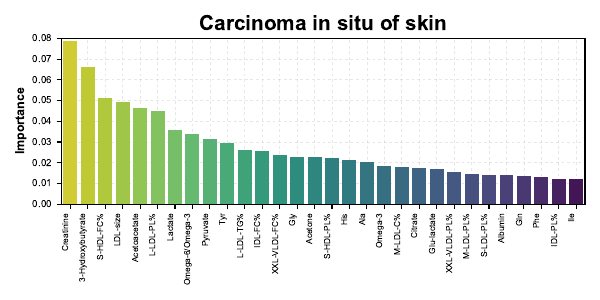 Carcinoma in situ of skin
Importance
0.08
0.07
0.06
0.05
0.04
0.03
0.02
0.01
0.00
Creatinine
3-Hydroxybutyrate
S-HDL-FC%
LDL-size
Acetoacetate
L-LDL-PL%
Lactate
Omega-6/Omega-3
Pyruvate
Tyr
L-LDL-TG%
IDL-FC%
XXL-VLDL-FC%
Gly
Acetone
S-HDL-PL%
His
Ala
Omega-3
M-LDL-C%
Citrate
Glu-lactate
XXL-VLDL-PL%
M-LDL-PL%
S-LDL-PL%
Albumin
Gln
Phe
IDL-PL%
Ile